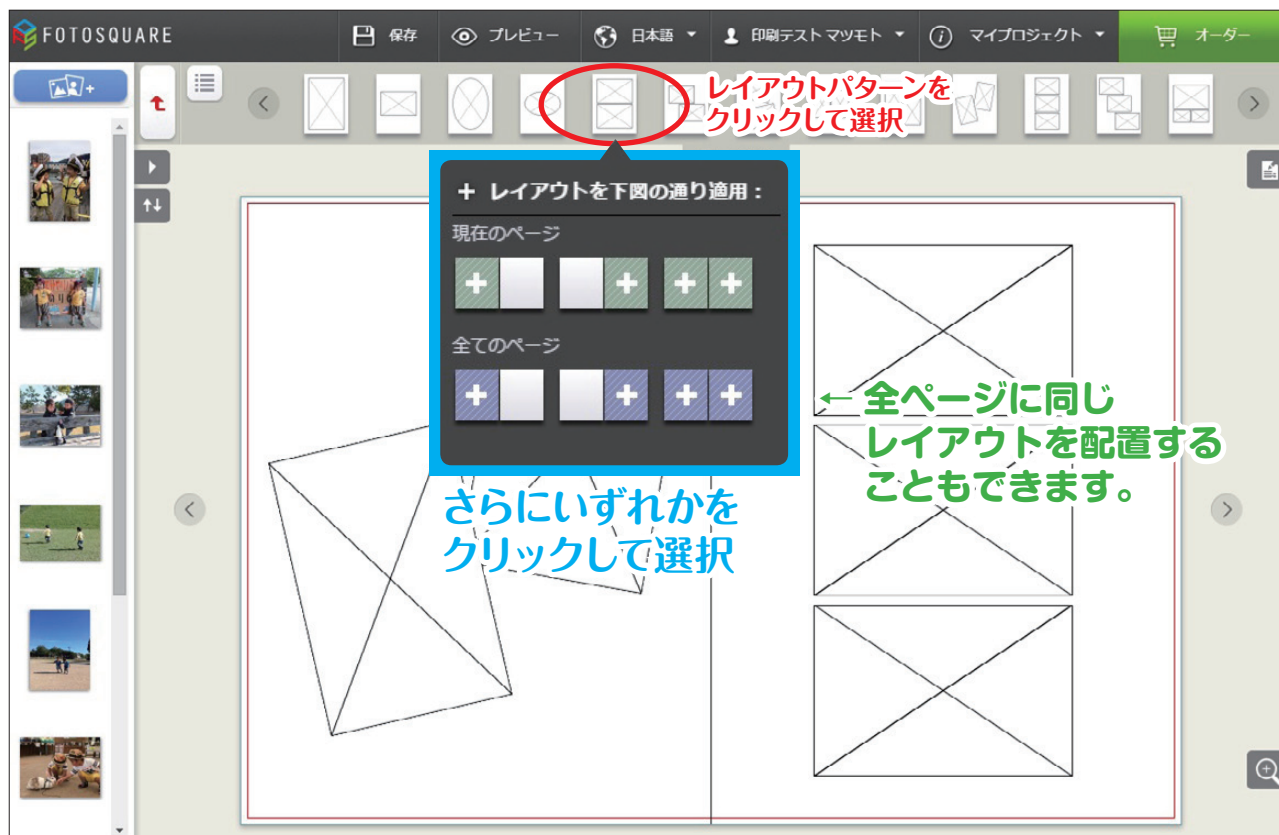 FOTOSQUARE
保存
プレビュー
日本語
印刷テスト マツモト
マイプロジェクト
オーダー
レイアウトパターンを
クリックして選択
+ レイアウトを下図の通り適用：
現在のページ
全てのページ
← 全ページに同じ
レイアウトを配置する
こともできます。
さらにいずれかを
クリックして選択